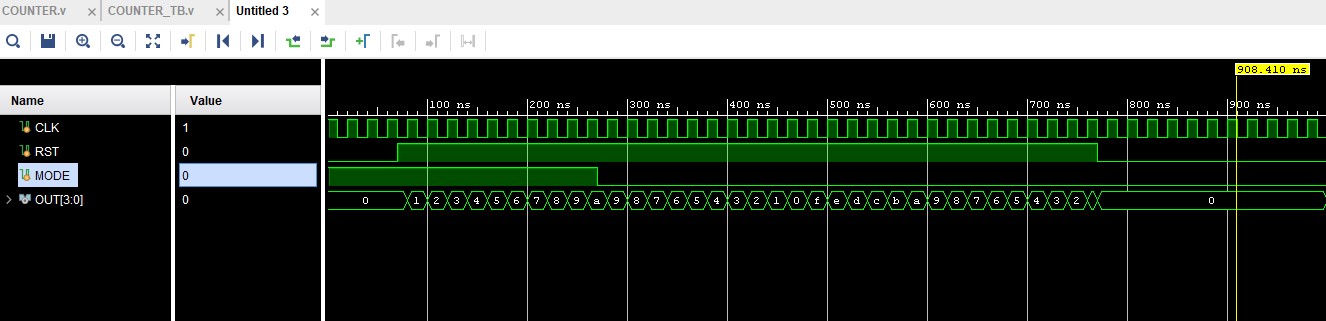 COUNTER.v × COUNTER_TB.v × Untitled 3 ×
908.410 ns
Name Value
100 ns 200 ns 300 ns 400 ns 500 ns 600 ns 700 ns 800 ns 900 ns
CLK 1
RST 0
MODE 0
OUT[3:0] 0 0 1 2 3 4 5 6 7 8 9 a 9 8 7 6 5 4 3 2 1 0 f e d c b a 9 8 7 6 5 4 3 2 0